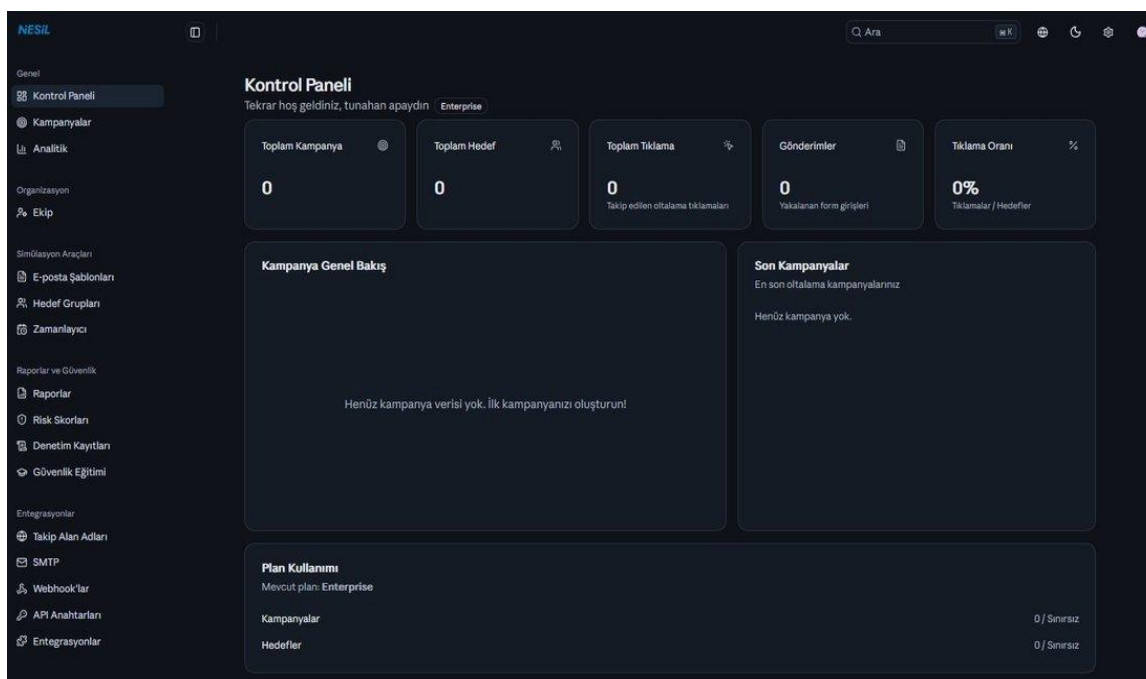 NESİL
Ara
⌘ K
Genel
Kontrol Paneli
Kampanyalar
Analitik
Organizasyon
Ekip
Simülasyon Araçları
E-posta Şablonları
Hedef Grupları
Zamanlayıcı
Raporlar ve Güvenlik
Raporlar
Risk Skorları
Denetim Kayıtları
Güvenlik Eğitimi
Entegrasyonlar
Takip Alan Adları
SMTP
Webhook'lar
API Anahtarları
Entegrasyonlar
Kontrol Paneli
Tekrar hoş geldiniz, tunahan apaydın Enterprise
Toplam Kampanya
0
Toplam Hedef
0
Toplam Tıklama
0
Takip edilen oltalama tıklamaları
Gönderimler
0
Yakalanan form girişleri
Tıklama Oranı
0%
Tıklamalar / Hedefler
Kampanya Genel Bakış
Henüz kampanya verisi yok. İlk kampanyanızı oluşturun!
Son Kampanyalar
En son oltalama kampanyalarınız
Henüz kampanya yok.
Plan Kullanımı
Mevcut plan: Enterprise
Kampanyalar 0 / Sınırsız
Hedefler 0 / Sınırsız